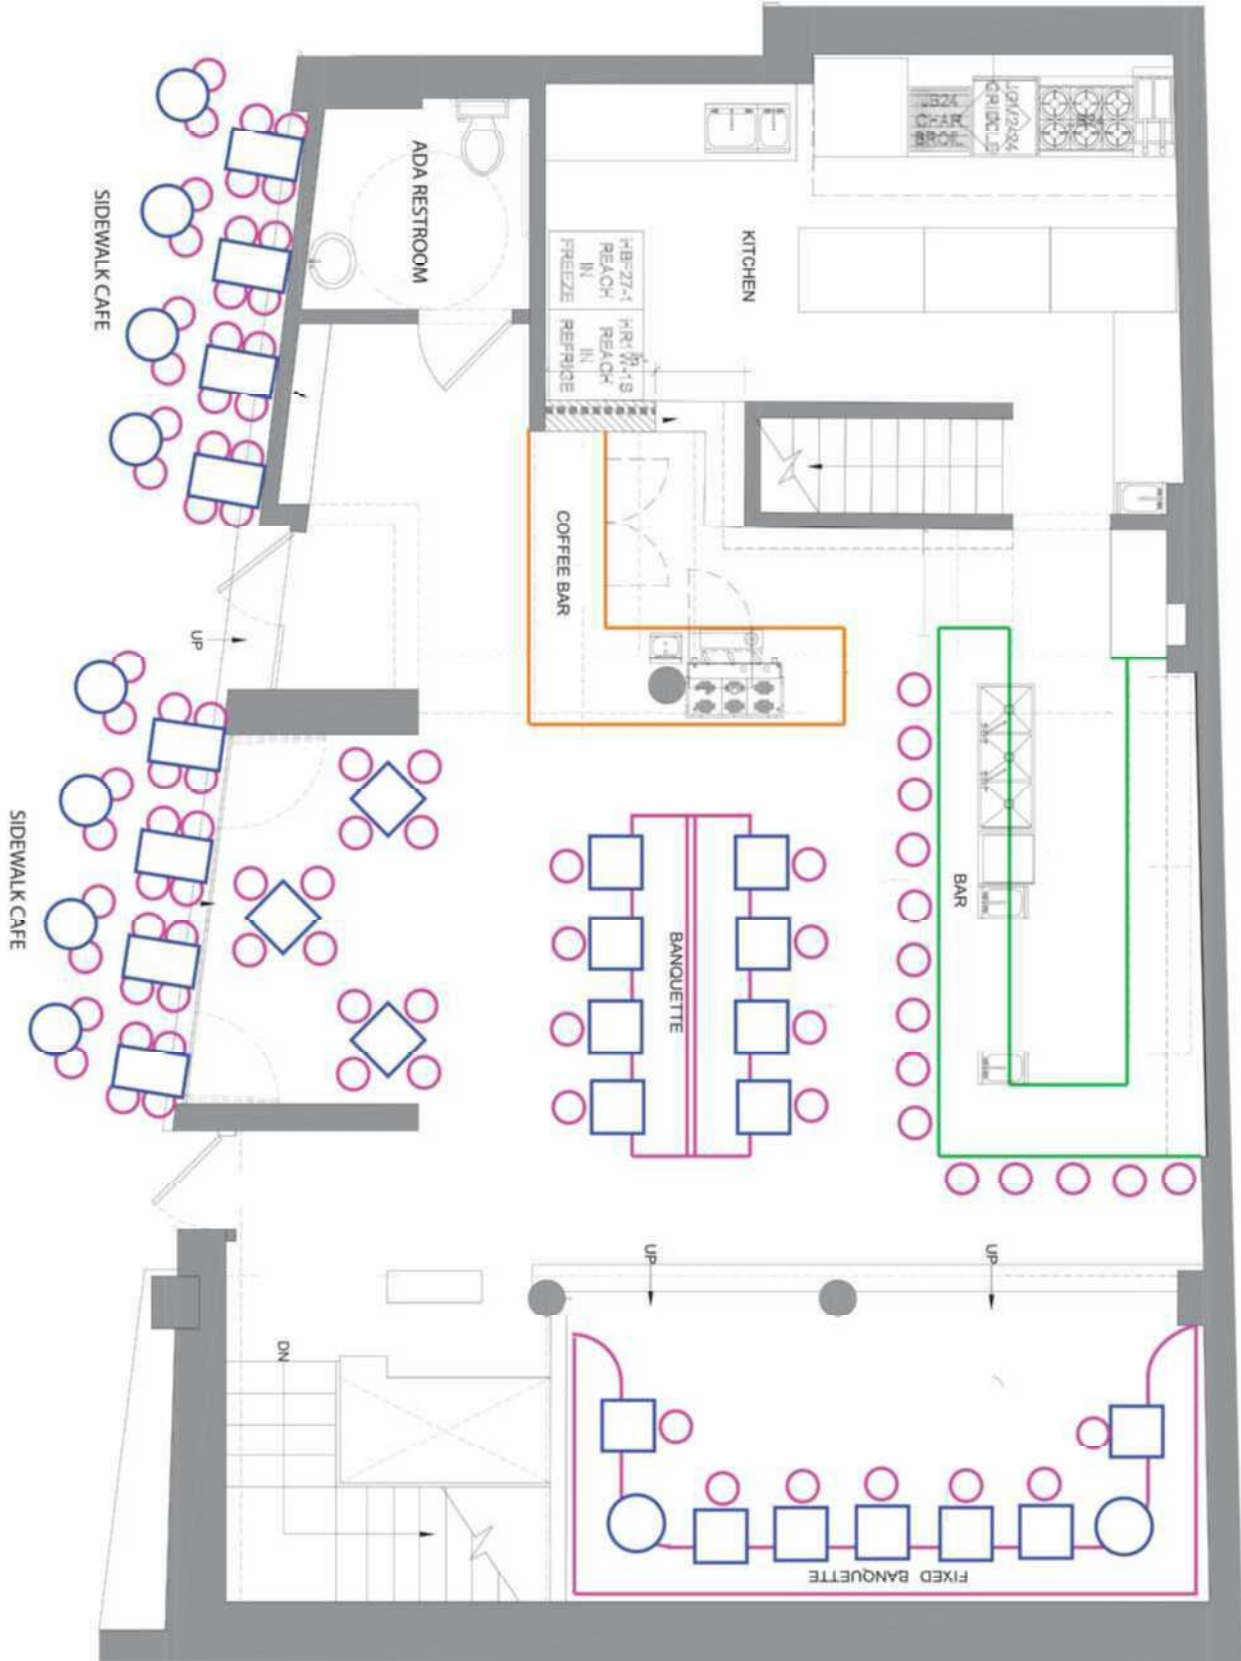 JB24
CHAR
BROIL
ADA RESTROOM
SIDEWALK CAFE
KITCHEN
REACH
IN
FREEZE
REACH
IN
REFRIGE
COFFEE BAR
UP
SIDEWALK CAFE
BAR
BANQUETTE
UP
UP
DN
FIXED BANQUETTE